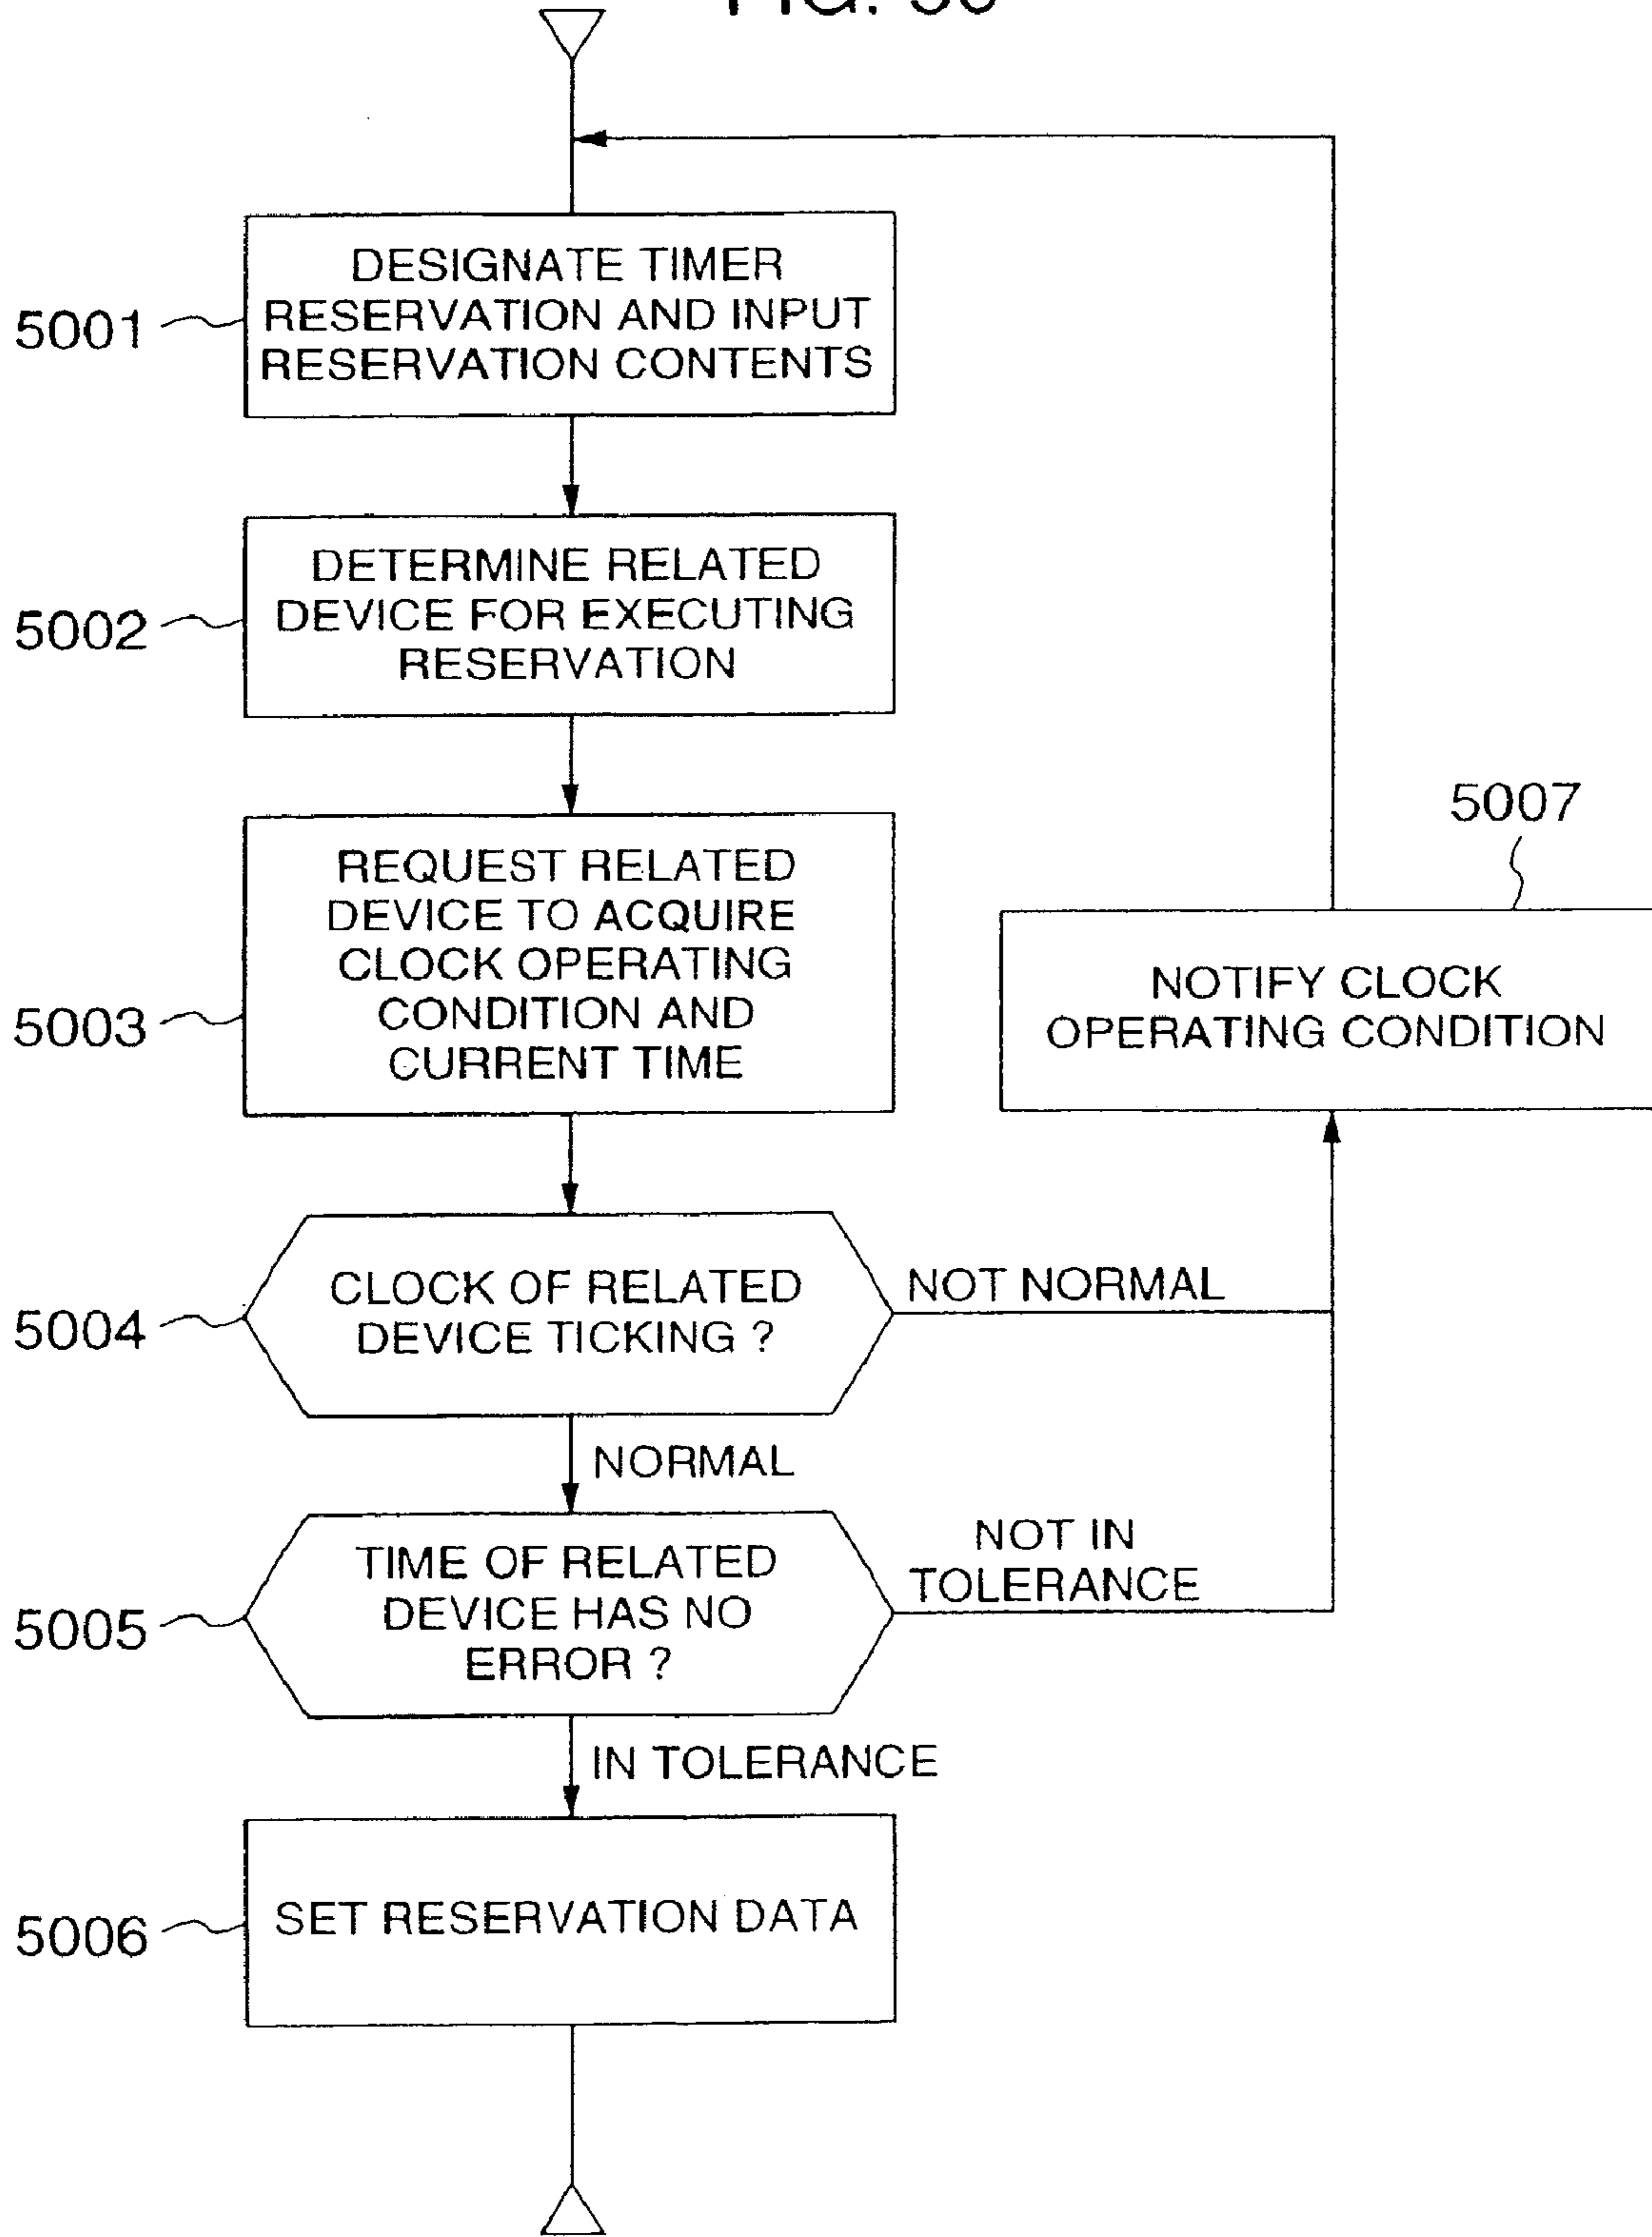 5001
DESIGNATE TIMER
RESERVATION AND INPUT
RESERVATION CONTENTS
5002
DETERMINE RELATED
DEVICE FOR EXECUTING
RESERVATION
5003
REQUEST RELATED
DEVICE TO ACQUIRE
CLOCK OPERATING
CONDITION AND
CURRENT TIME
5007
NOTIFY CLOCK
OPERATING CONDITION
5004
CLOCK OF RELATED
DEVICE TICKING ?
NOT NORMAL
NORMAL
5005
TIME OF RELATED
DEVICE HAS NO
ERROR ?
NOT IN
TOLERANCE
IN TOLERANCE
5006
SET RESERVATION DATA